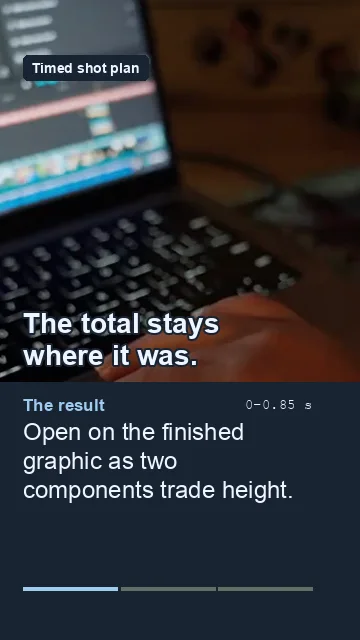 Timed shot plan
The total stays
where it was.
The result
0–0.85 s
Open on the finished
graphic as two
components trade height.